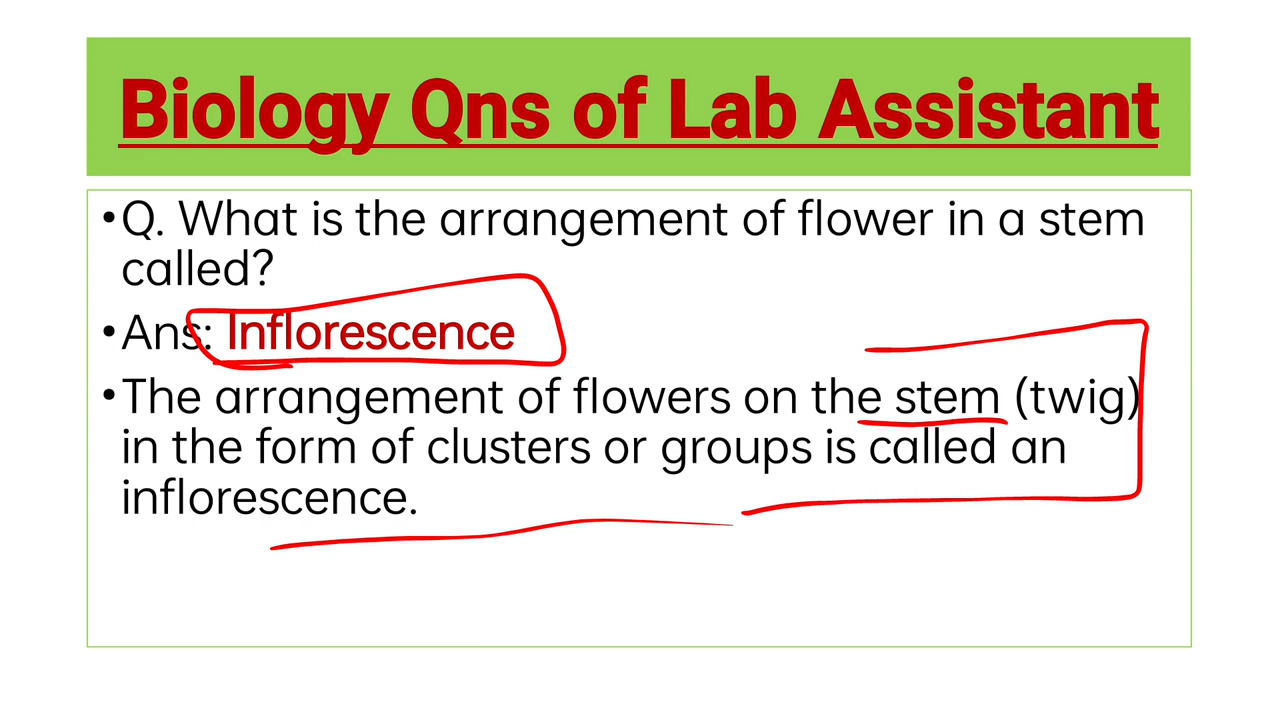 Biology Qns of Lab Assistant
•Q. What is the arrangement of flower in a stem
called?
•Ans: Inflorescence
•The arrangement of flowers on the stem (twig)
in the form of clusters or groups is called an
inflorescence.